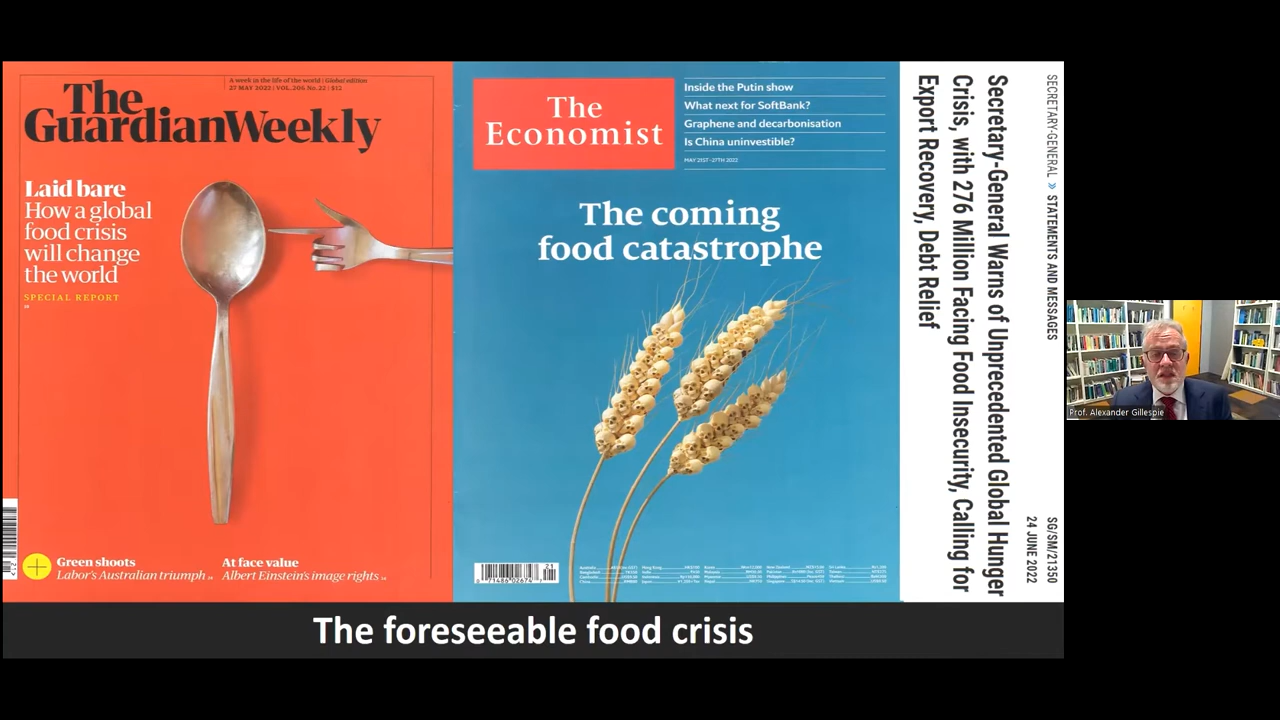 The
GuardianWeekly
A week in the life of the world | Global edition
27 MAY 2022 | VOL.206 No.22 | $12
Laid bare
How a global
food crisis
will change
the world
SPECIAL REPORT
Green shoots
Labor's Australian triumph
At face value
Albert Einstein's image rights
The
Economist
Inside the Putin show
What next for SoftBank?
Graphene and decarbonisation
Is China uninvestible?
MAY 21ST–27TH 2022
The coming
food catastrophe
SECRETARY-GENERAL » STATEMENTS AND MESSAGES
Secretary-General Warns of Unprecedented Global Hunger
Crisis, with 276 Million Facing Food Insecurity, Calling for
Export Recovery, Debt Relief
SG/SM/21350
24 JUNE 2022
Prof. Alexander Gillespie
The foreseeable food crisis